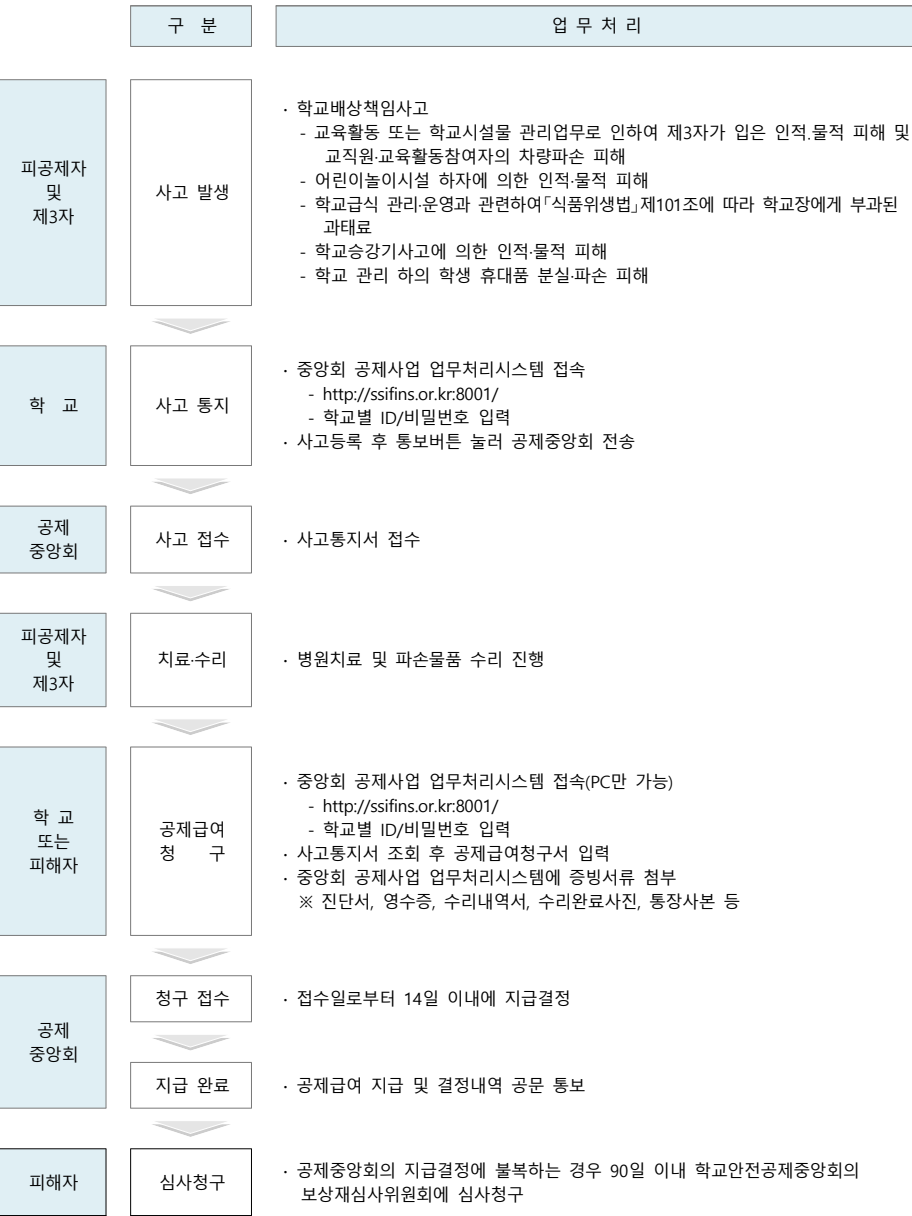 구 분
업 무 처 리
피공제자
및
제3자
사고 발생
· 학교배상책임사고
- 교육활동 또는 학교시설물 관리업무로 인하여 제3자가 입은 인적.물적 피해 및
교직원·교육활동참여자의 차량파손 피해
- 어린이놀이시설 하자에 의한 인적·물적 피해
- 학교급식 관리·운영과 관련하여「식품위생법」제101조에 따라 학교장에게 부과된
과태료
- 학교승강기사고에 의한 인적·물적 피해
- 학교 관리 하의 학생 휴대품 분실·파손 피해
학 교
사고 통지
· 중앙회 공제사업 업무처리시스템 접속
- http://ssifins.or.kr:8001/
- 학교별 ID/비밀번호 입력
· 사고등록 후 통보버튼 눌러 공제중앙회 전송
공제
중앙회
사고 접수
· 사고통지서 접수
피공제자
및
제3자
치료·수리
· 병원치료 및 파손물품 수리 진행
학 교
또는
피해자
공제급여
청 구
· 중앙회 공제사업 업무처리시스템 접속(PC만 가능)
- http://ssifins.or.kr:8001/
- 학교별 ID/비밀번호 입력
· 사고통지서 조회 후 공제급여청구서 입력
· 중앙회 공제사업 업무처리시스템에 증빙서류 첨부
※ 진단서, 영수증, 수리내역서, 수리완료사진, 통장사본 등
공제
중앙회
청구 접수
· 접수일로부터 14일 이내에 지급결정
지급 완료
· 공제급여 지급 및 결정내역 공문 통보
피해자
심사청구
· 공제중앙회의 지급결정에 불복하는 경우 90일 이내 학교안전공제중앙회의
보상재심사위원회에 심사청구